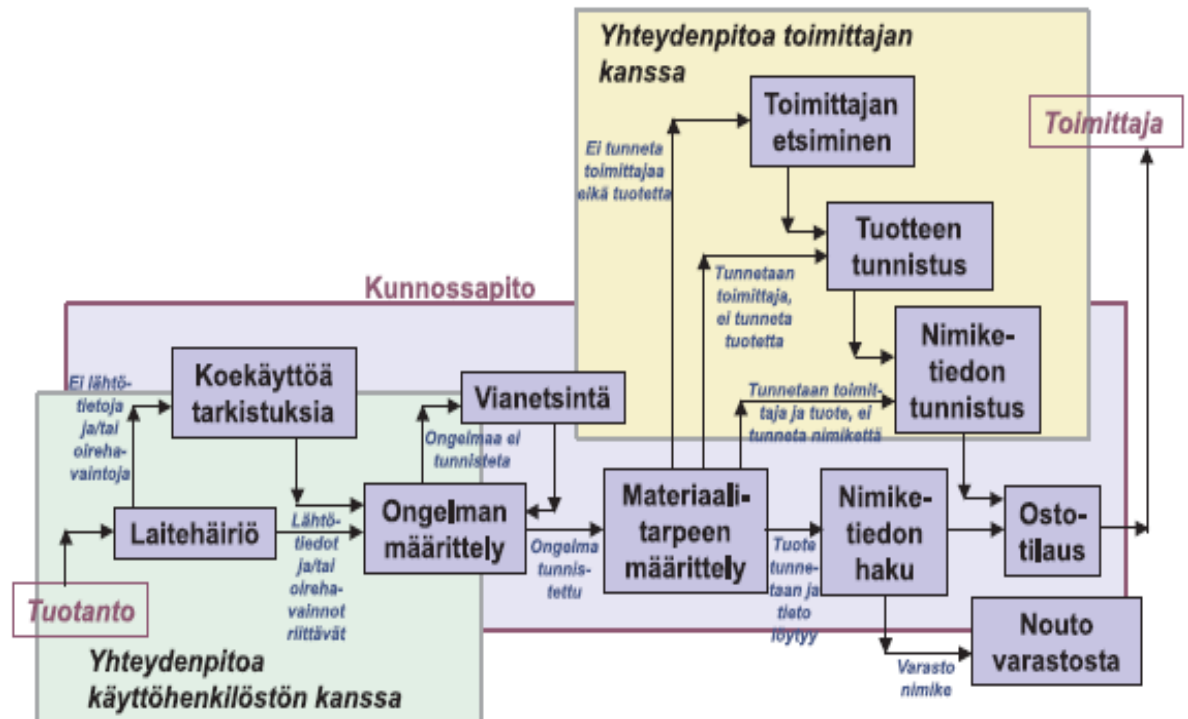 Yhteydenpitoa toimittajan
kanssa
Toimittajan
etsiminen
Toimittaja
Ei tunneta
toimittajaa
eikä tuotetta
Tuotteen
tunnistus
Tunnetaan
toimittaja,
ei tunneta
tuotetta
Kunnossapito
Nimike-
tiedon
tunnistus
Koekäyttöä
tarkistuksia
Ei lähtö-
tietoja
ja/tai
oireha-
vaintoja
Vianetsintä
Tunnetaan toimit-
taja ja tuote, ei
tunneta nimikettä
Ongelmaa ei
tunnisteta
Laitehäiriö
Lähtö-
tiedot
ja/tai
oireha-
vainnot
riittävät
Ongelman
määrittely
Ongelma
tunnis-
tettu
Materiaali-
tarpeen
määrittely
Tuote
tunne-
taan ja
tieto
löytyy
Nimike-
tiedon
haku
Osto-
tilaus
Tuotanto
Nouto
varastosta
Varasto
nimike
Yhteydenpitoa
käyttöhenkilöstön kanssa